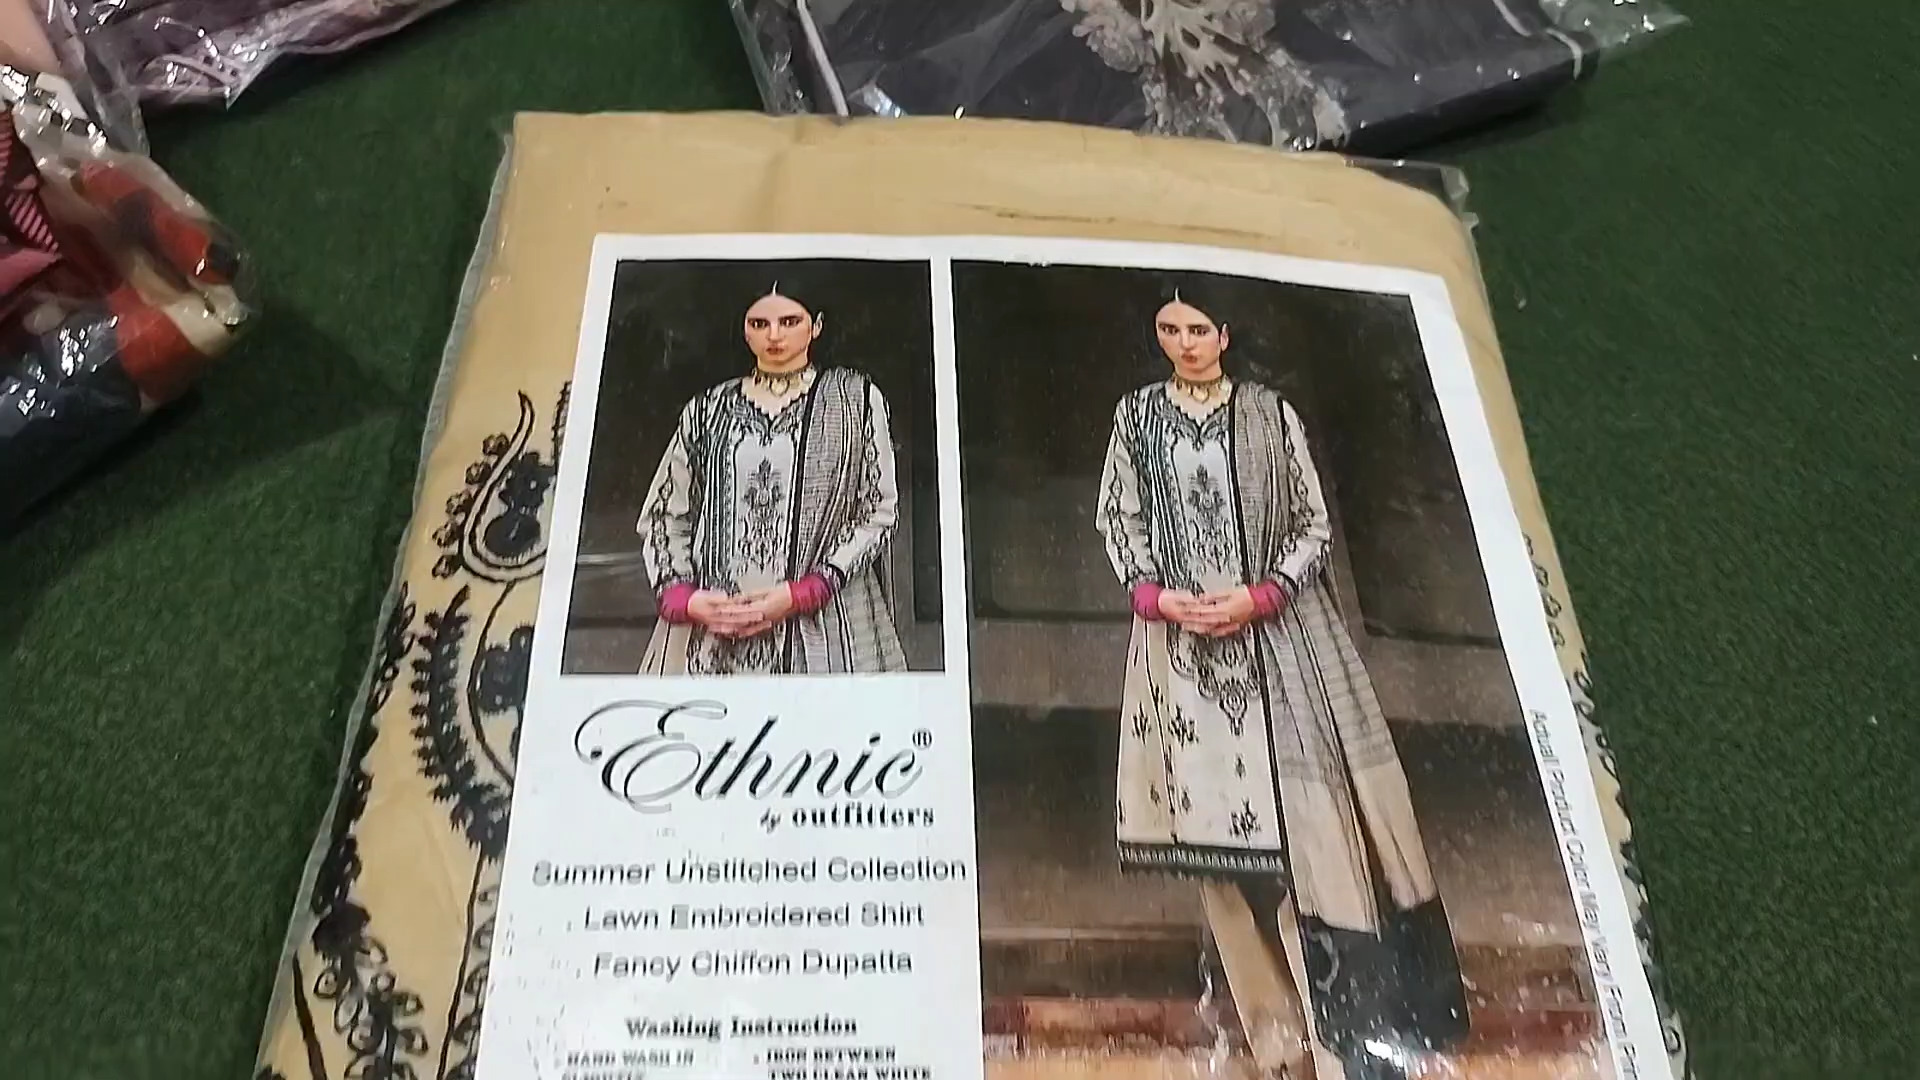 Ethnic®
by outfitters
Summer Unstitched Collection
. Lawn Embroidered Shirt
. Fancy Chiffon Dupatta
Washing Instruction
. HAND WASH IN
. IRON BETWEEN
TWO CLEAN WHITE
Actual Product Color May Vary From